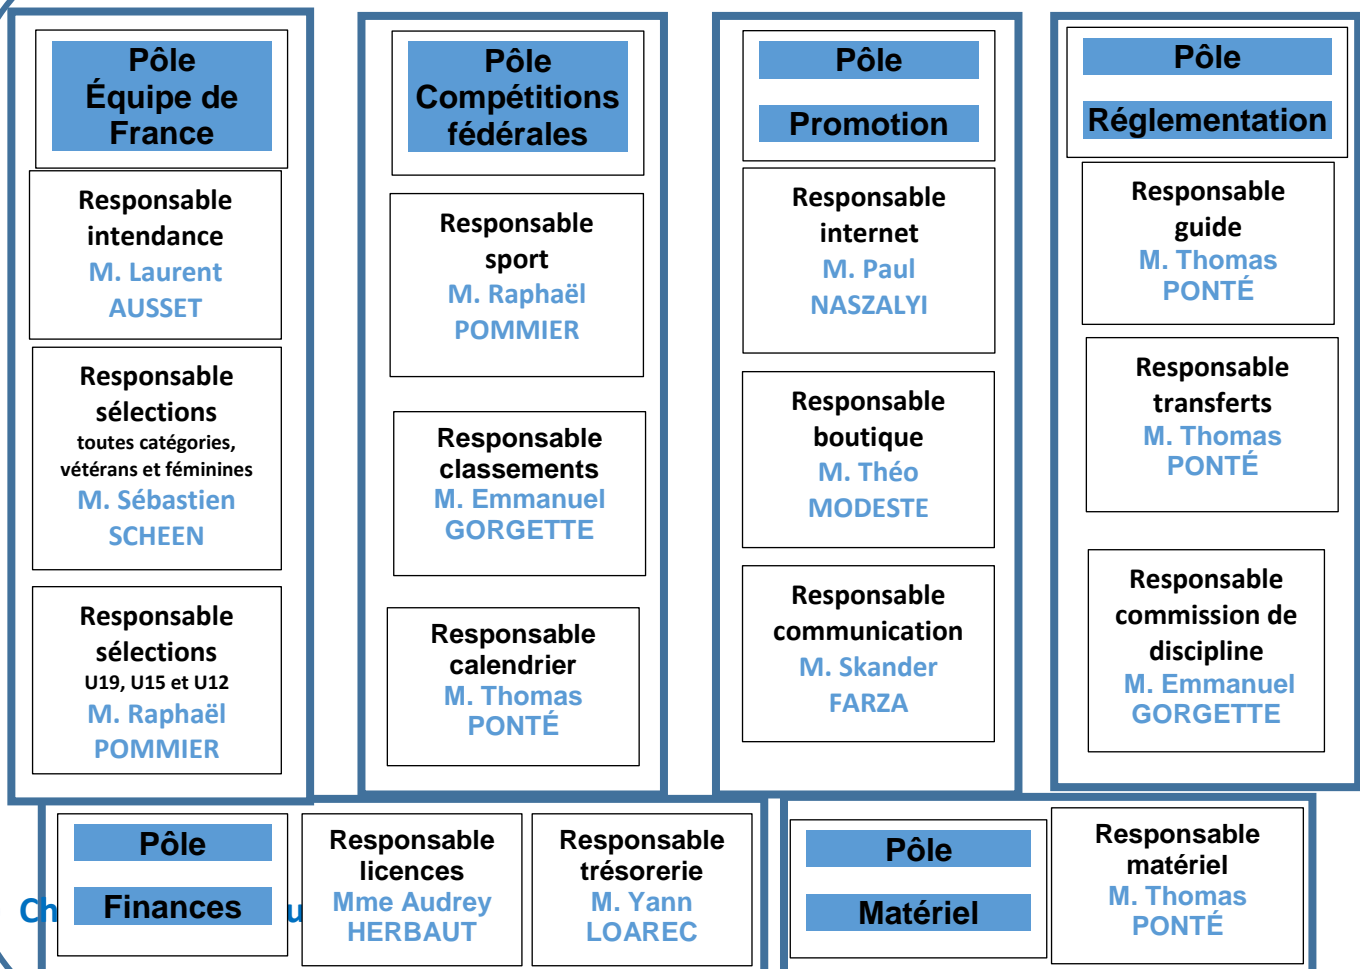 Pôle
Équipe de
France
Responsable
intendance
M. Laurent
AUSSET
Responsable
sélections
toutes catégories,
vétérans et féminines
M. Sébastien
SCHEEN
Responsable
sélections
U19, U15 et U12
M. Raphaël
POMMIER
Pôle
Compétitions
fédérales
Responsable
sport
M. Raphaël
POMMIER
Responsable
classements
M. Emmanuel
GORGETTE
Responsable
calendrier
M. Thomas
PONTÉ
Pôle
Promotion
Responsable
internet
M. Paul
NASZALYI
Responsable
boutique
M. Théo
MODESTE
Responsable
communication
M. Skander
FARZA
Pôle
Réglementation
Responsable
guide
M. Thomas
PONTÉ
Responsable
transferts
M. Thomas
PONTÉ
Responsable
commission de
discipline
M. Emmanuel
GORGETTE
Pôle
Finances
Responsable
licences
Mme Audrey
HERBAUT
Responsable
trésorerie
M. Yann
LOAREC
Pôle
Matériel
Responsable
matériel
M. Thomas
PONTÉ